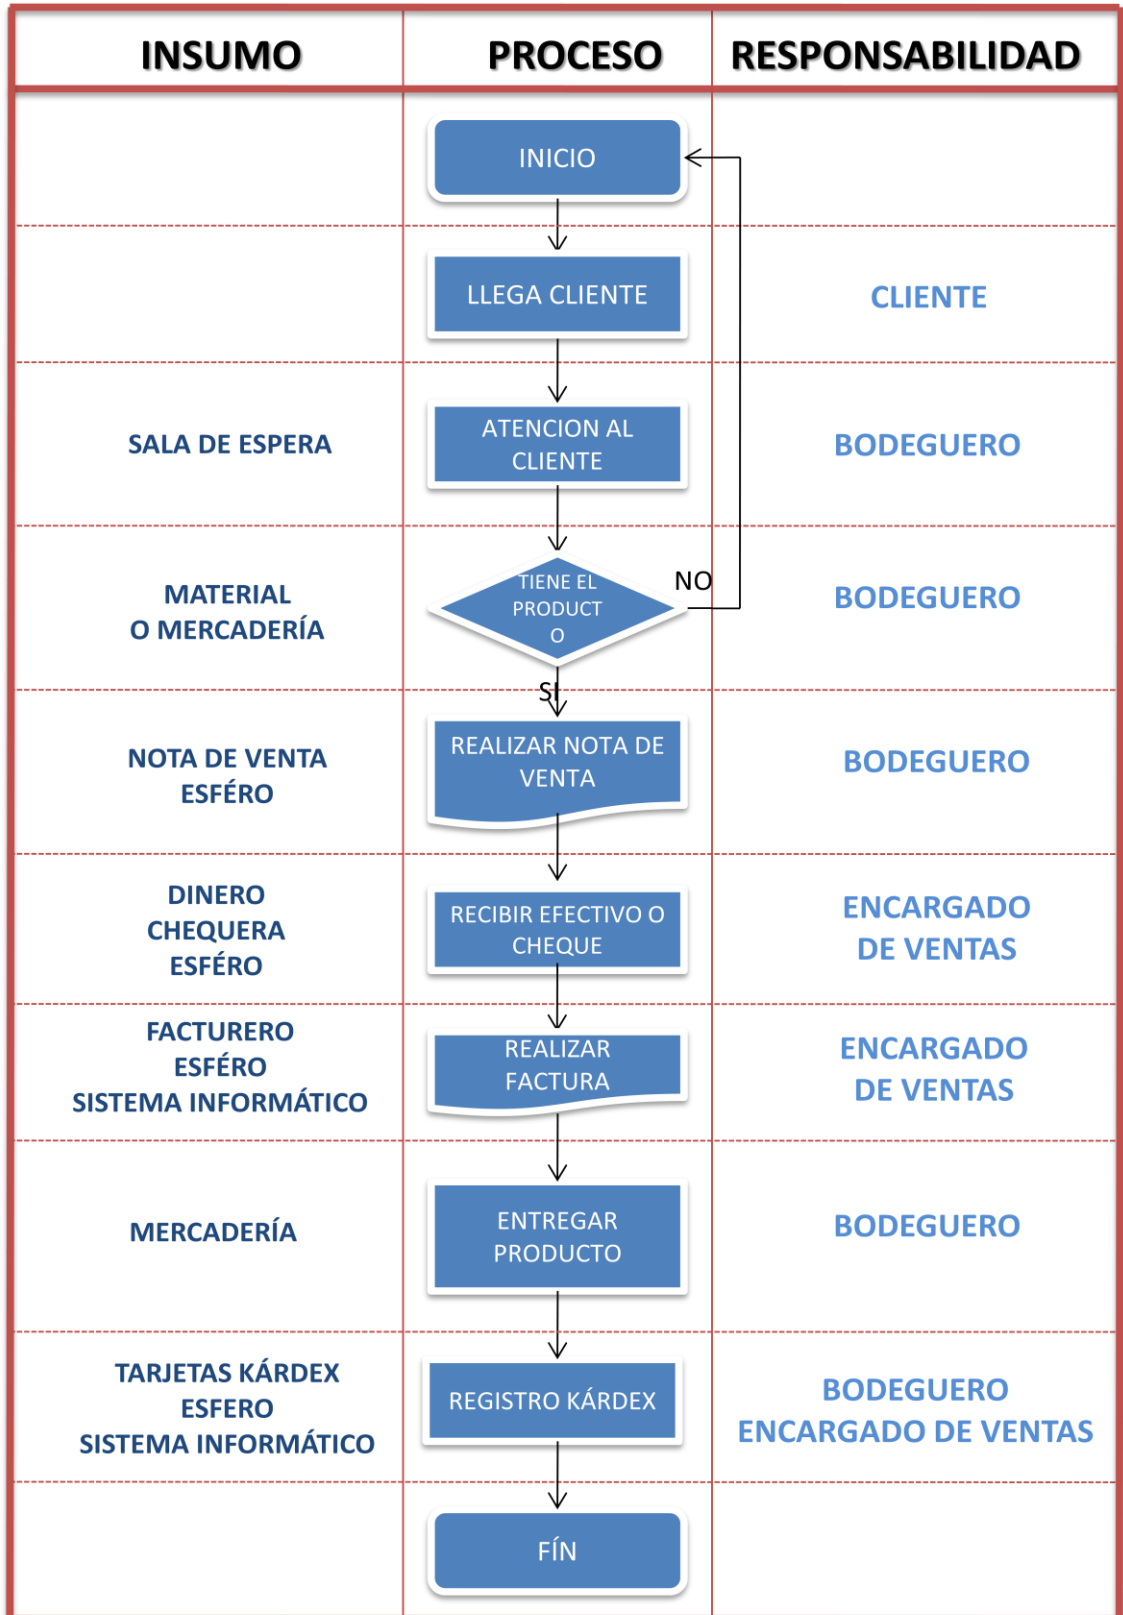 INSUMO PROCESO RESPONSABILIDAD
INICIO
LLEGA CLIENTE
CLIENTE
SALA DE ESPERA
ATENCION AL
CLIENTE
BODEGUERO
MATERIAL
O MERCADERÍA
TIENE EL
PRODUCT
O
NO
BODEGUERO
SI
NOTA DE VENTA
ESFÉRO
REALIZAR NOTA DE
VENTA
BODEGUERO
DINERO
CHEQUERA
ESFÉRO
RECIBIR EFECTIVO O
CHEQUE
ENCARGADO
DE VENTAS
FACTURERO
ESFÉRO
SISTEMA INFORMÁTICO
REALIZAR
FACTURA
ENCARGADO
DE VENTAS
MERCADERÍA
ENTREGAR
PRODUCTO
BODEGUERO
TARJETAS KÁRDEX
ESFERO
SISTEMA INFORMÁTICO
REGISTRO KÁRDEX
BODEGUERO
ENCARGADO DE VENTAS
FÍN